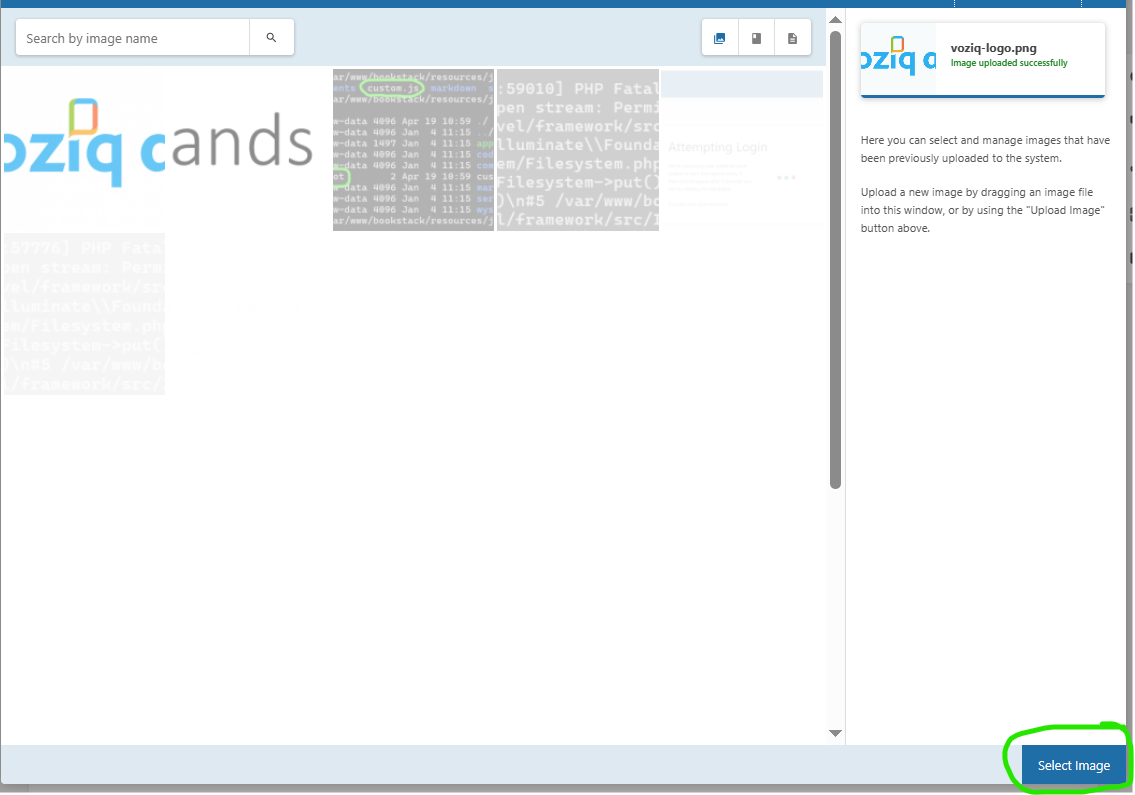 Search by image name
voziq-logo.png
Image uploaded successfully
oziq c
ands
ar/www/bookstack/resources/j
ents custom.js markdown s
ar/www/bookstack/resources/j
w-data 4096 Apr 19 10:59 ./
w-data 4096 Jan 4 11:15 ../
w-data 1497 Jan 4 11:15 app
w-data 4096 Jan 4 11:15 cod
w-data 4096 Jan 4 11:15 com
ot 2 Apr 19 10:59 cus
w-data 4096 Jan 4 11:15 mar
w-data 4096 Jan 4 11:15 ser
w-data 4096 Jan 4 11:15 wys
ar/www/bookstack/resources/j
:59010] PHP Fatal
pen stream: Permi
vel/framework/src
lluminate\\Founda
em/Filesystem.php
Filesystem->put()
)\n#5 /var/www/bo
l/framework/src/I
Attempting Login
:57776] PHP Fatal
pen stream: Permi
vel/framework/src
lluminate\\Founda
em/Filesystem.php
Filesystem->put()
)\n#5 /var/www/bo
l/framework/src/
Here you can select and manage images that have
been previously uploaded to the system.
Upload a new image by dragging an image file
into this window, or by using the "Upload Image"
button above.
Select Image